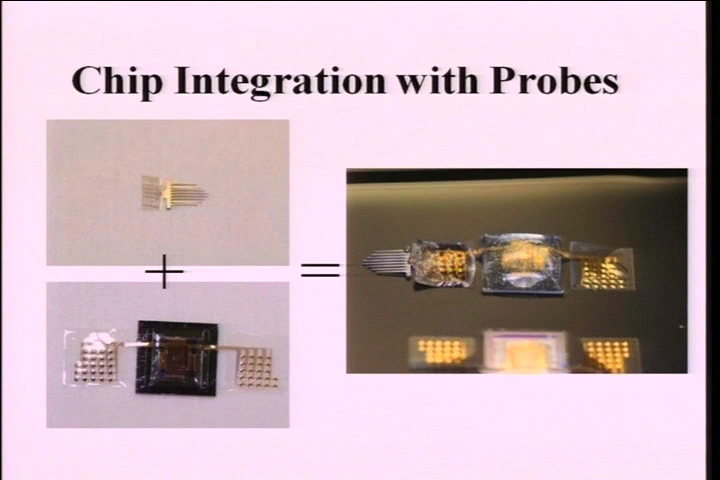 Chip Integration with Probes
+
=